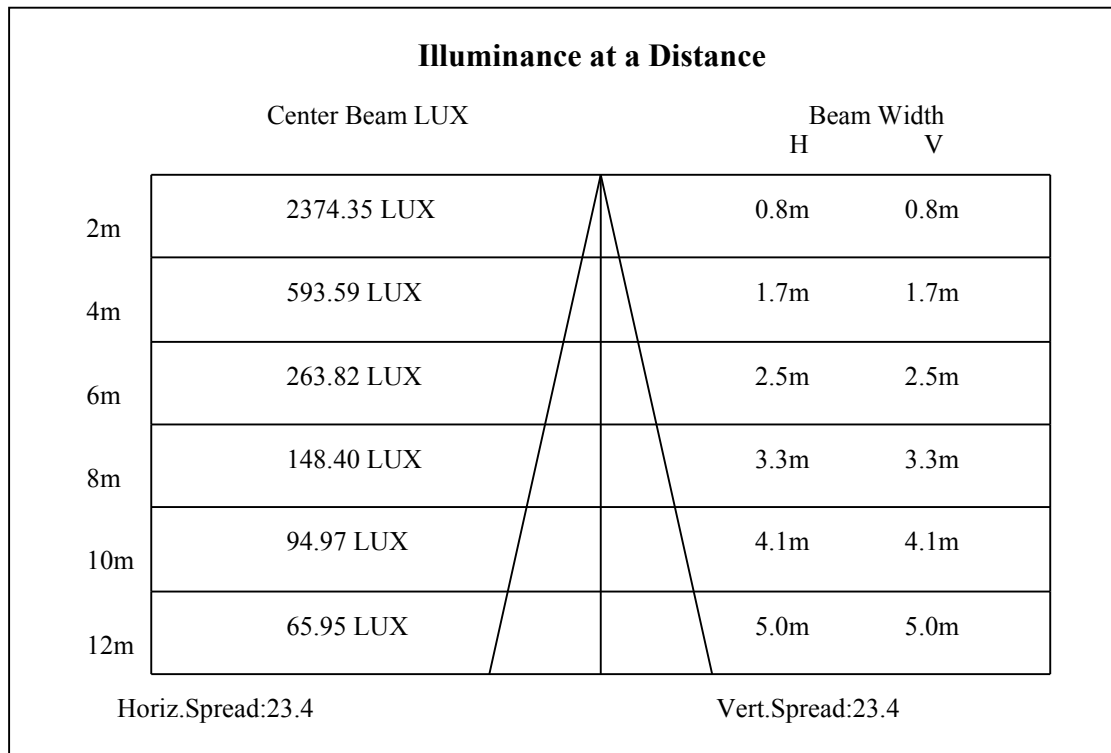 Illuminance at a Distance
Center Beam LUX Beam Width
H V
2374.35 LUX 0.8m 0.8m
2m
593.59 LUX 1.7m 1.7m
4m
263.82 LUX 2.5m 2.5m
6m
148.40 LUX 3.3m 3.3m
8m
94.97 LUX 4.1m 4.1m
10m
65.95 LUX 5.0m 5.0m
12m
Horiz.Spread:23.4 Vert.Spread:23.4